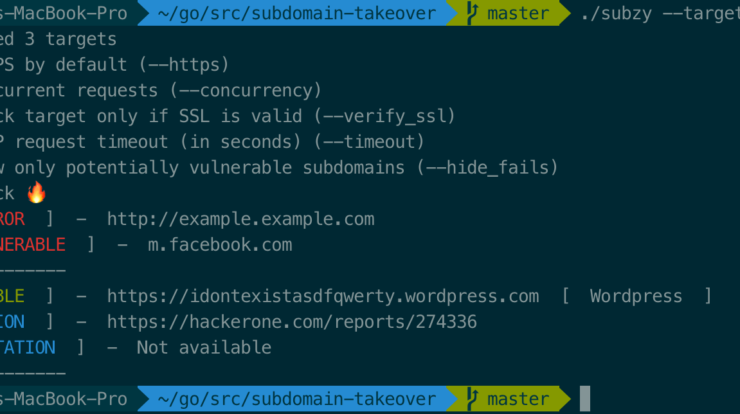 s-MacBook-Pro ~/go/src/subdomain-takeover master ./subzy --target
ed 3 targets
PS by default (--https)
current requests (--concurrency)
ck target only if SSL is valid (--verify_ssl)
P request timeout (in seconds) (--timeout)
w only potentially vulnerable subdomains (--hide_fails)
ck 🔥
ROR ] - http://example.example.com
NERABLE ] - m.facebook.com
-------
BLE ] - https://idontexistasdfqwerty.wordpress.com [ Wordpress ]
ION ] - https://hackerone.com/reports/274336
TATION ] - Not available
-------
s-MacBook-Pro ~/go/src/subdomain-takeover master